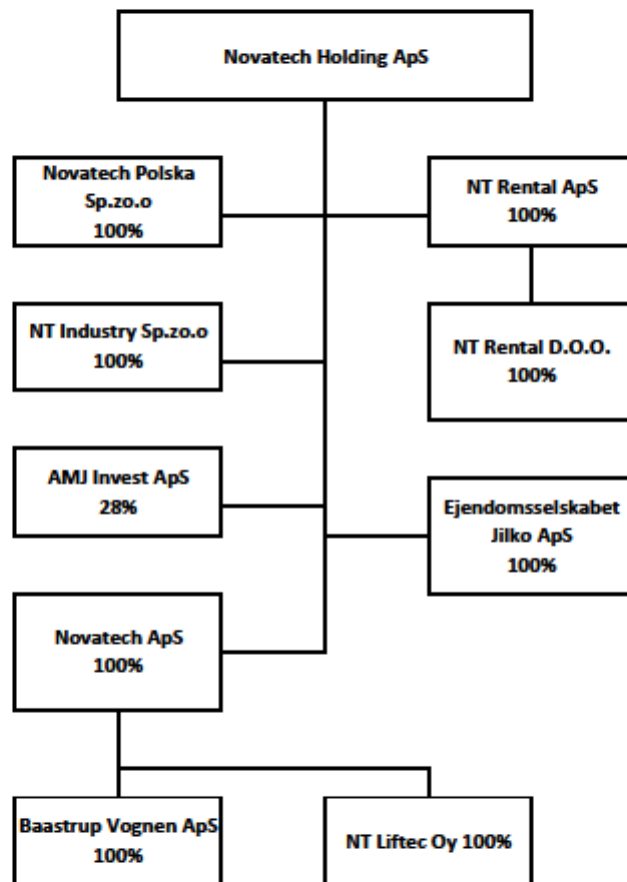 Novatech Holding ApS
Novatech Polska
Sp.zo.o
100%
NT Rental ApS
100%
NT Industry Sp.zo.o
100%
NT Rental D.O.O.
100%
AMJ Invest ApS
28%
Ejendomsselskabet
Jilko ApS
100%
Novatech ApS
100%
Baastrup Vognen ApS
100%
NT Liftec Oy 100%